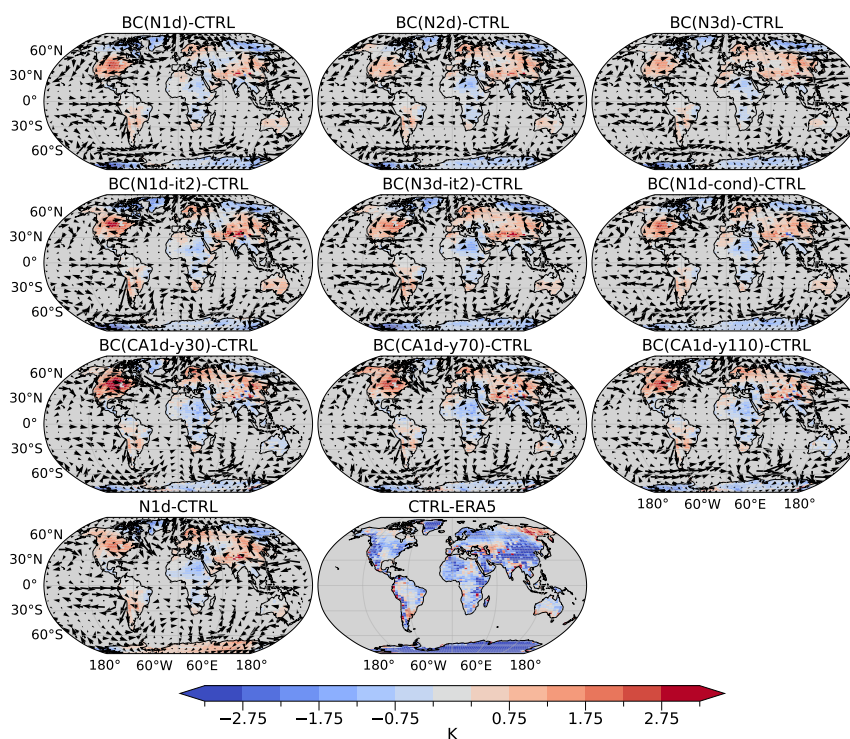 BC(N1d)-CTRL BC(N2d)-CTRL BC(N3d)-CTRL
60°N
30°N
0°
30°S
60°S
BC(N1d-it2)-CTRL BC(N3d-it2)-CTRL BC(N1d-cond)-CTRL
60°N
30°N
0°
30°S
60°S
BC(CA1d-y30)-CTRL BC(CA1d-y70)-CTRL BC(CA1d-y110)-CTRL
60°N
30°N
0°
30°S
60°S
180° 60°W 60°E 180°
N1d-CTRL CTRL-ERA5
60°N
30°N
0°
30°S
60°S
180° 60°W 60°E 180° 180° 60°W 60°E 180°
−2.75 −1.75 −0.75 0.75 1.75 2.75
K